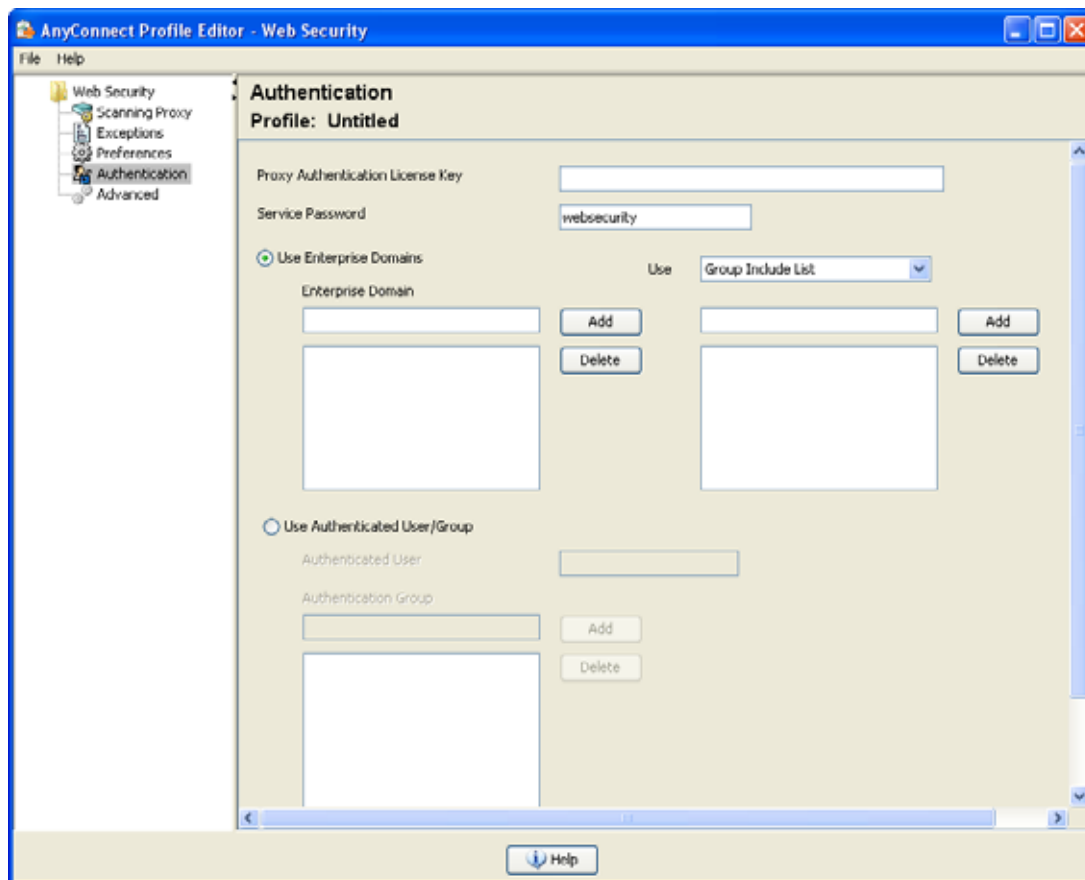 AnyConnect Profile Editor - Web Security
File Help
Web Security
Scanning Proxy
Exceptions
Preferences
Authentication
Advanced
Authentication
Profile: Untitled
Proxy Authentication License Key
Service Password
websecurity
Use Enterprise Domains
Use
Group Include List
Enterprise Domain
Add
Add
Delete
Delete
Use Authenticated User/Group
Authenticated User
Authentication Group
Add
Delete
Help